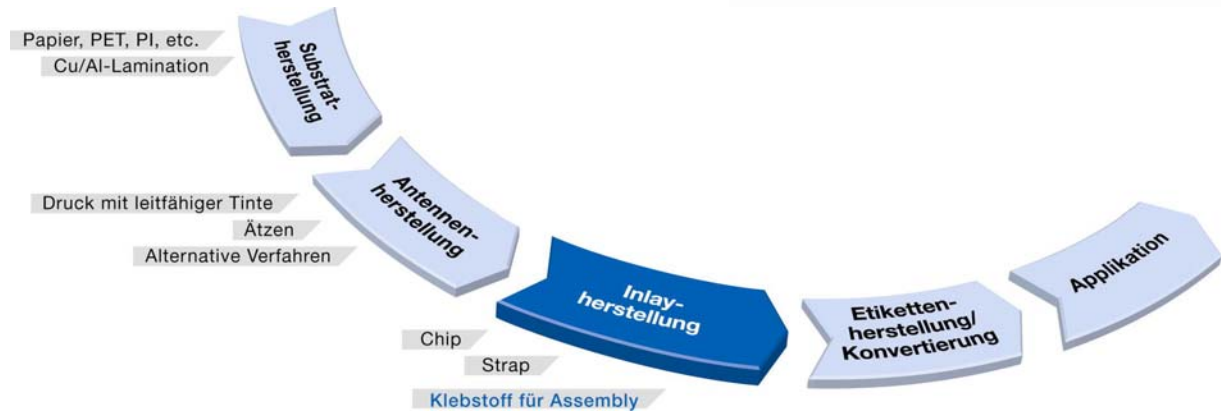 Papier, PET, PI, etc.
Cu/Al-Lamination
Substrat-
herstellung
Druck mit leitfähiger Tinte
Ätzen
Alternative Verfahren
Antennen-
herstellung
Chip
Strap
Klebstoff für Assembly
Inlay-
herstellung
Etiketten-
herstellung/
Konvertierung
Applikation